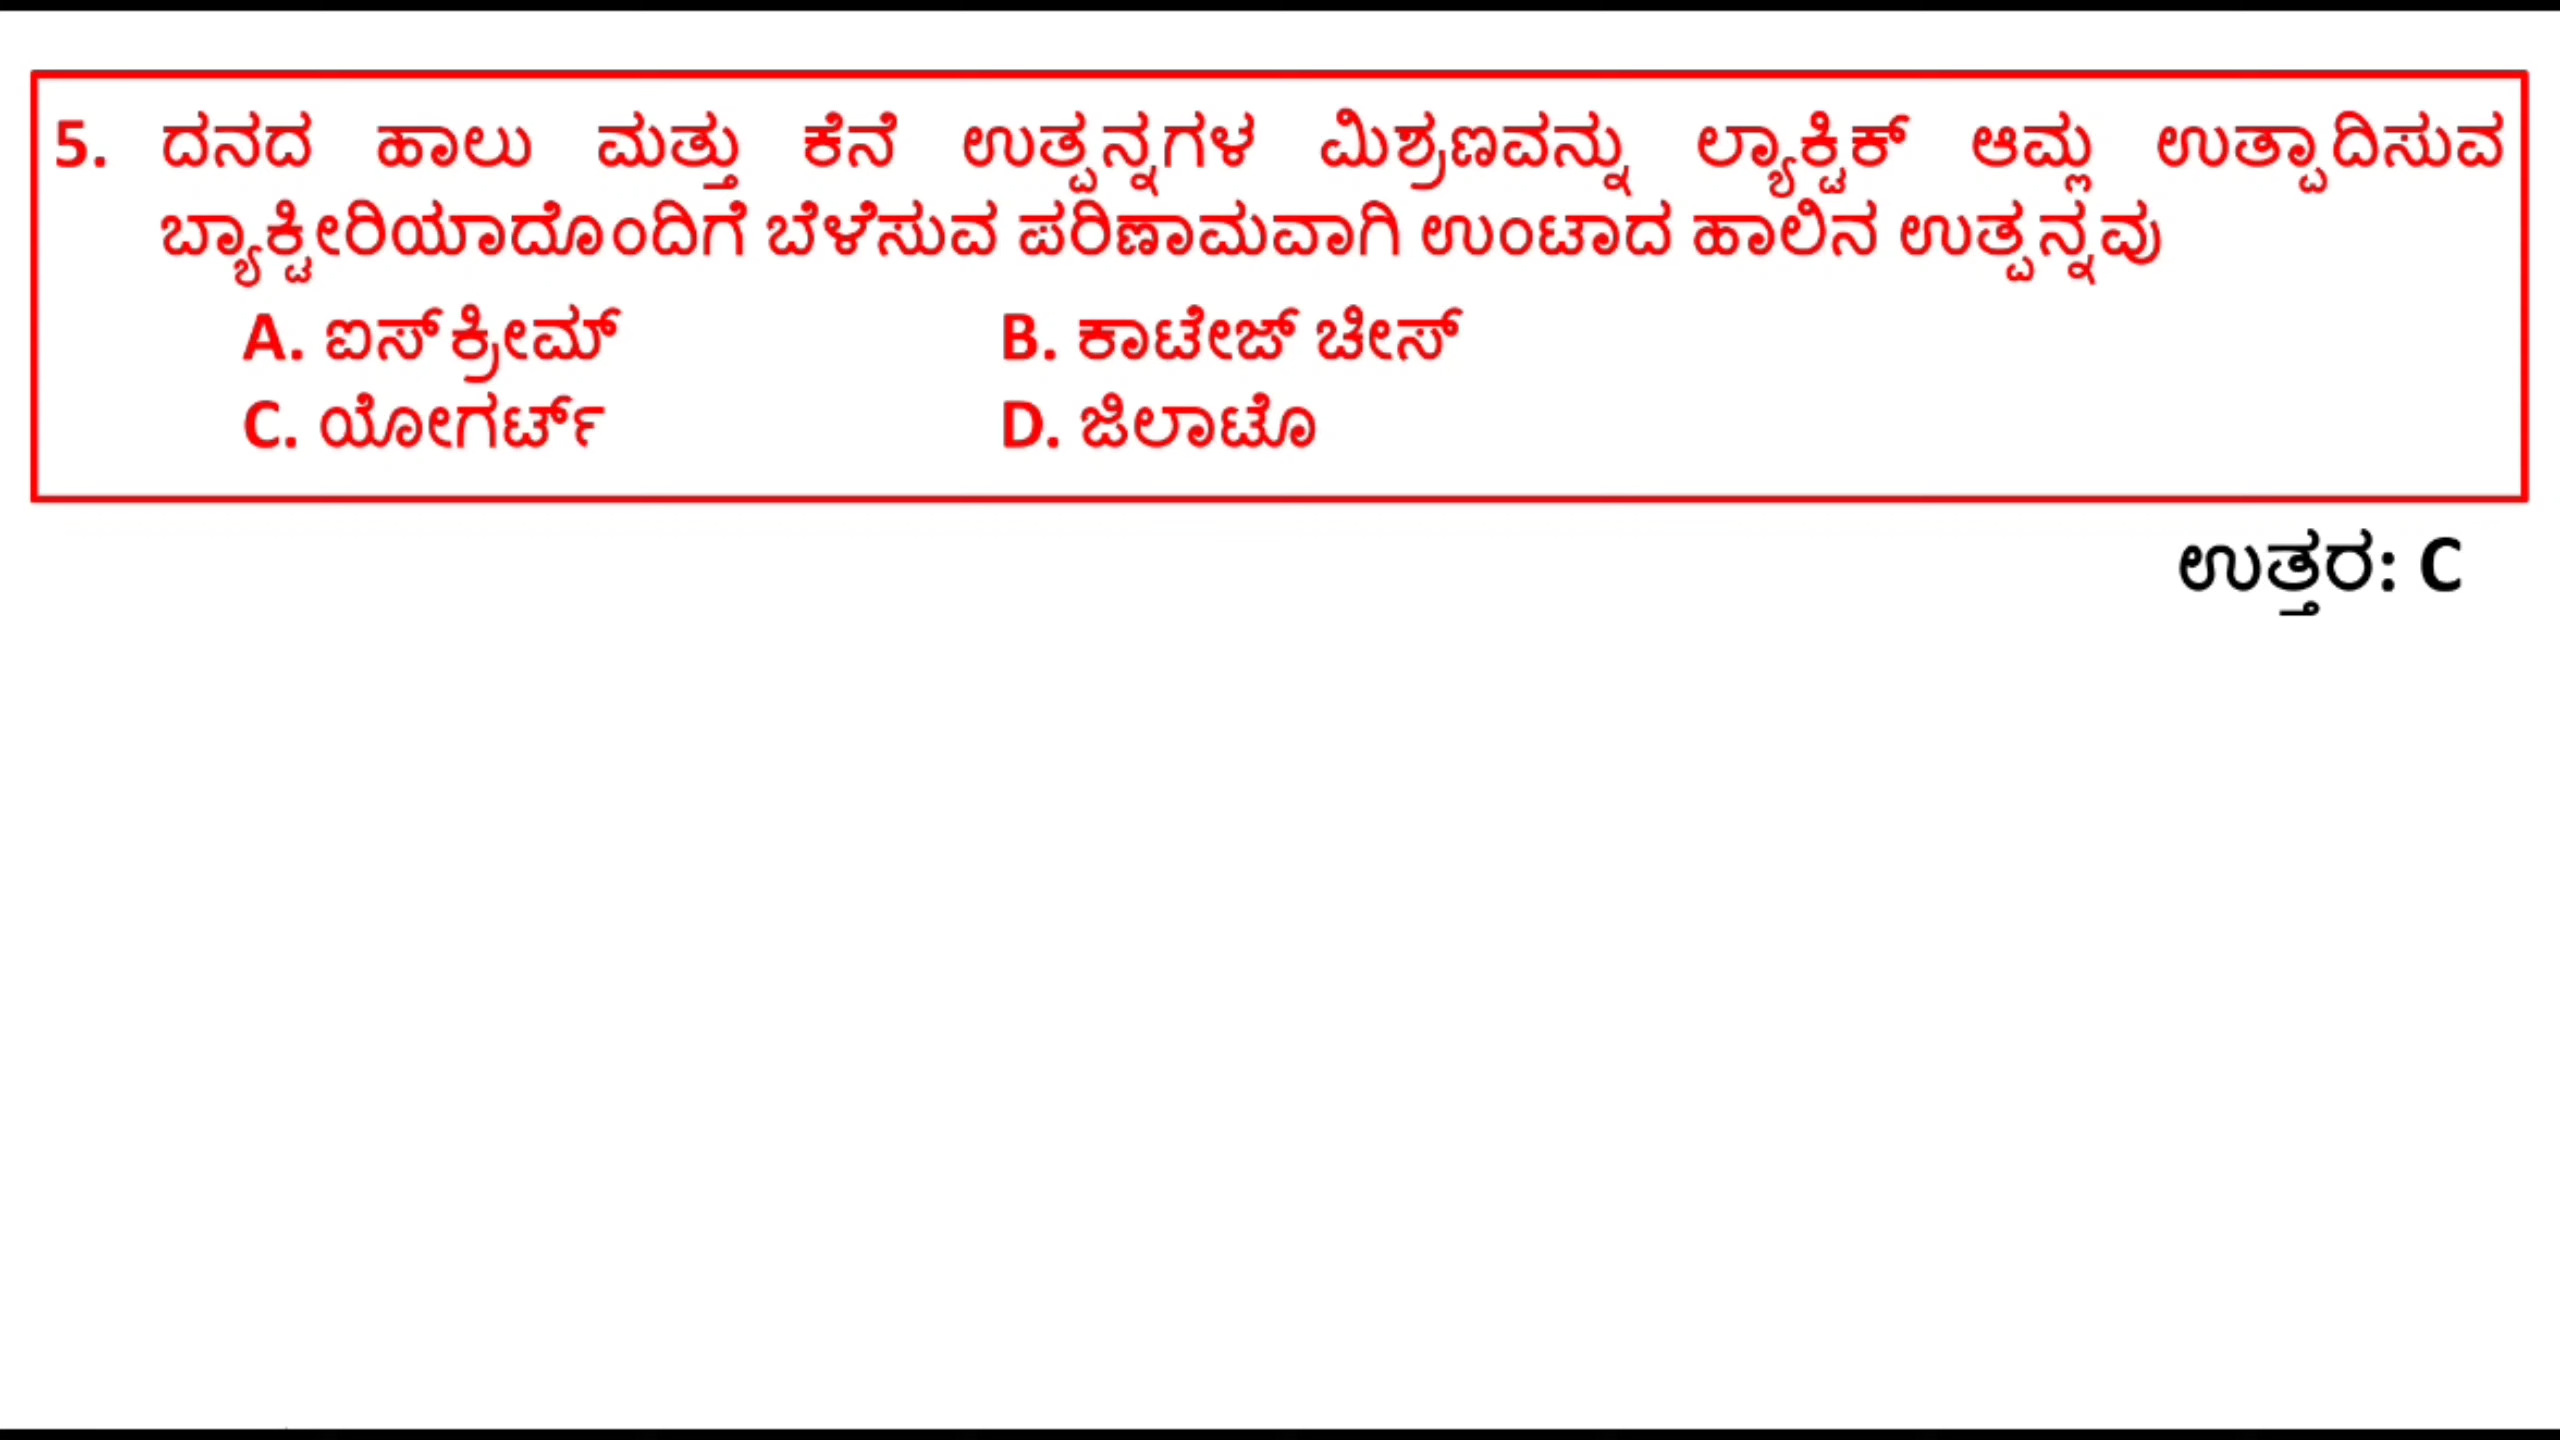 5. ದನದ ಹಾಲು ಮತ್ತು ಕೆನೆ ಉತ್ಪನ್ನಗಳ ಮಿಶ್ರಣವನ್ನು ಲ್ಯಾಕ್ಟಿಕ್ ಆಮ್ಲ ಉತ್ಪಾದಿಸುವ
ಬ್ಯಾಕ್ಟೀರಿಯಾದೊಂದಿಗೆ ಬೆಳೆಸುವ ಪರಿಣಾಮವಾಗಿ ಉಂಟಾದ ಹಾಲಿನ ಉತ್ಪನ್ನವು
A. ಐಸ್‌ಕ್ರೀಮ್ B. ಕಾಟೇಜ್ ಚೀಸ್
C. ಯೋಗರ್ಟ್ D. ಜಿಲಾಟೊ
ಉತ್ತರ: C